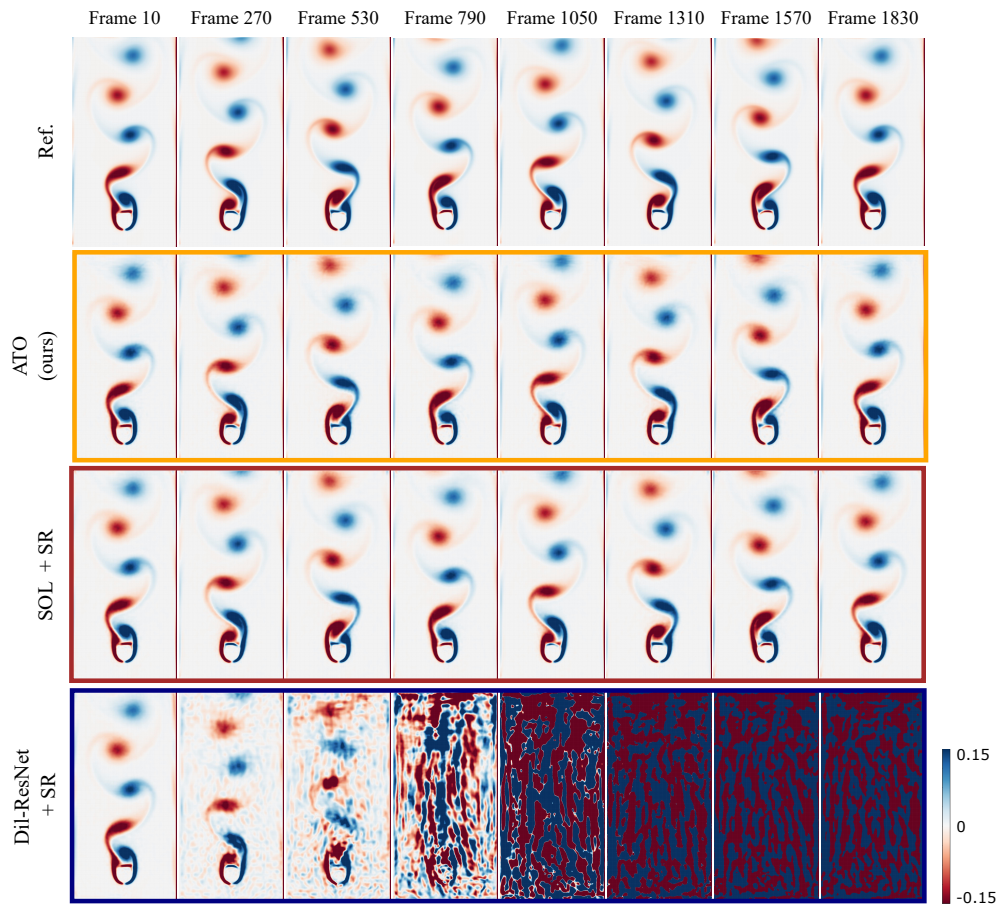 Frame 10 Frame 270 Frame 530 Frame 790 Frame 1050 Frame 1310 Frame 1570 Frame 1830
Ref.
ATO
(ours)
SOL + SR
Dil-ResNet
+ SR
0.15
0
-0.15